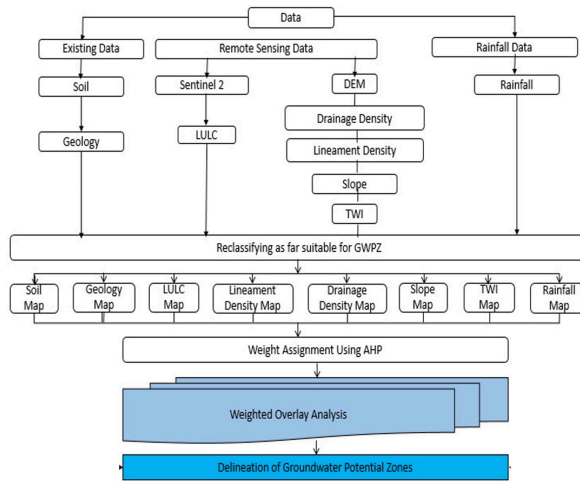 Data
Existing Data
Remote Sensing Data
Rainfall Data
Soil
Sentinel 2
DEM
Rainfall
Drainage Density
Geology
LULC
Lineament Density
Slope
TWI
Reclassifying as far suitable for GWPZ
Soil
Map
Geology
Map
LULC
Map
Lineament
Density Map
Drainage
Density Map
Slope
Map
TWI
Map
Rainfall
Map
Weight Assignment Using AHP
Weighted Overlay Analysis
Delineation of Groundwater Potential Zones